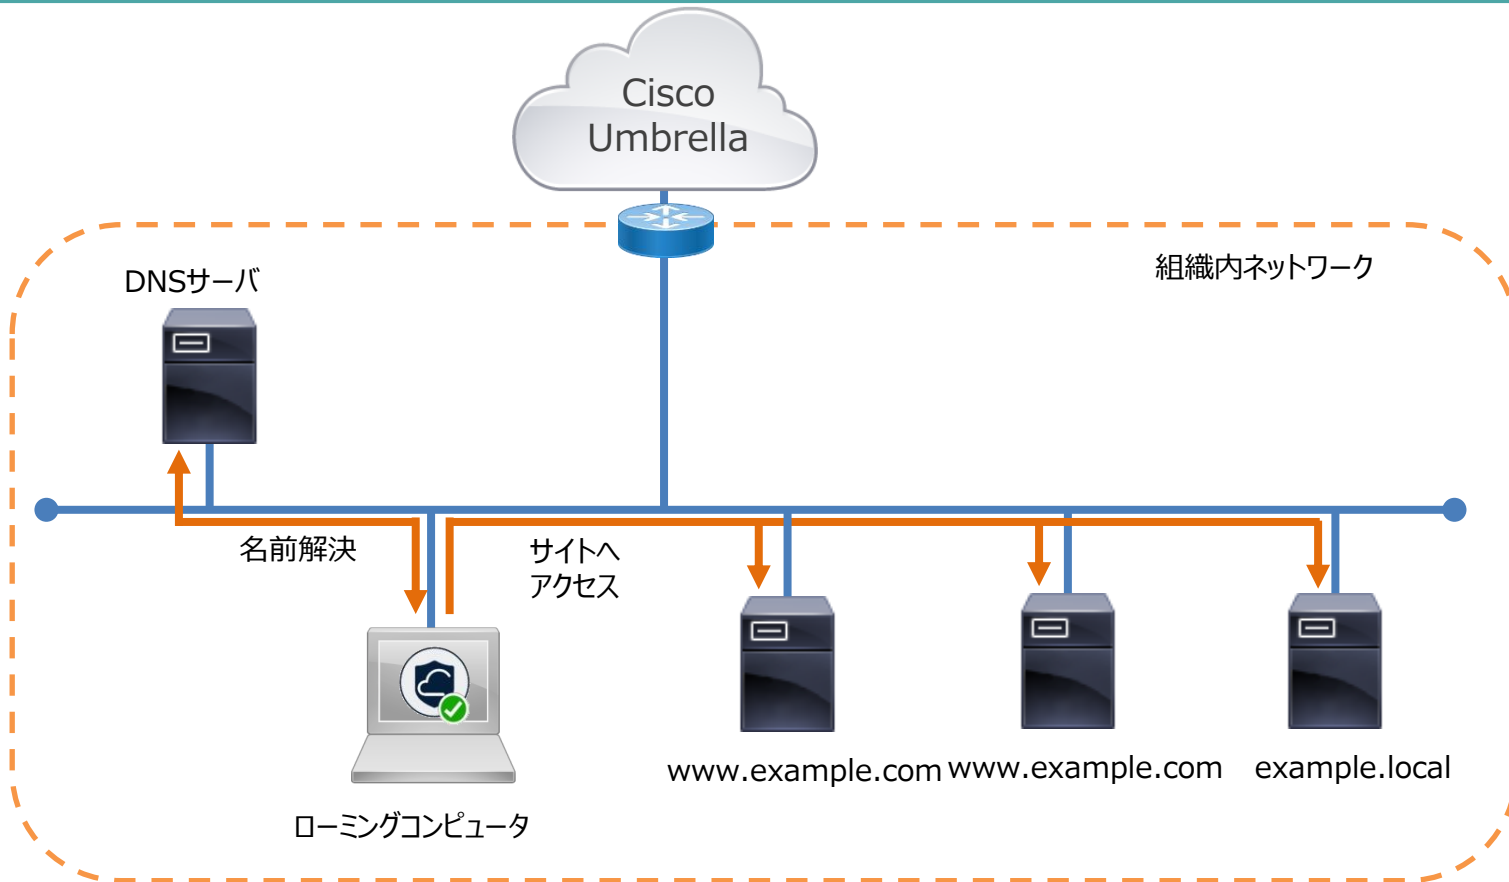 Cisco
Umbrella
組織内ネットワーク
DNSサーバ
名前解決
サイトへ
アクセス
www.example.com
www.example.com
example.local
ローミングコンピュータ